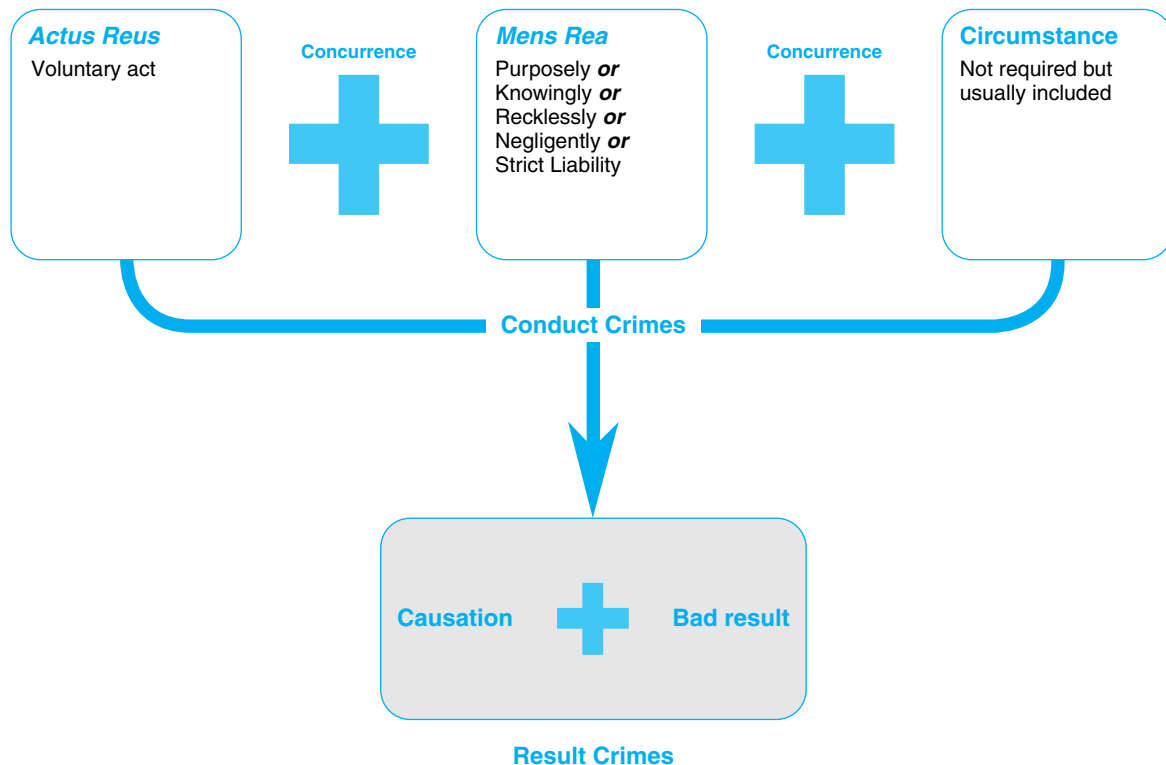 Actus Reus
Voluntary act
Concurrence
Mens Rea
Purposely or
Knowingly or
Recklessly or
Negligently or
Strict Liability
Concurrence
Circumstance
Not required but
usually included
Conduct Crimes
Causation
Bad result
Result Crimes